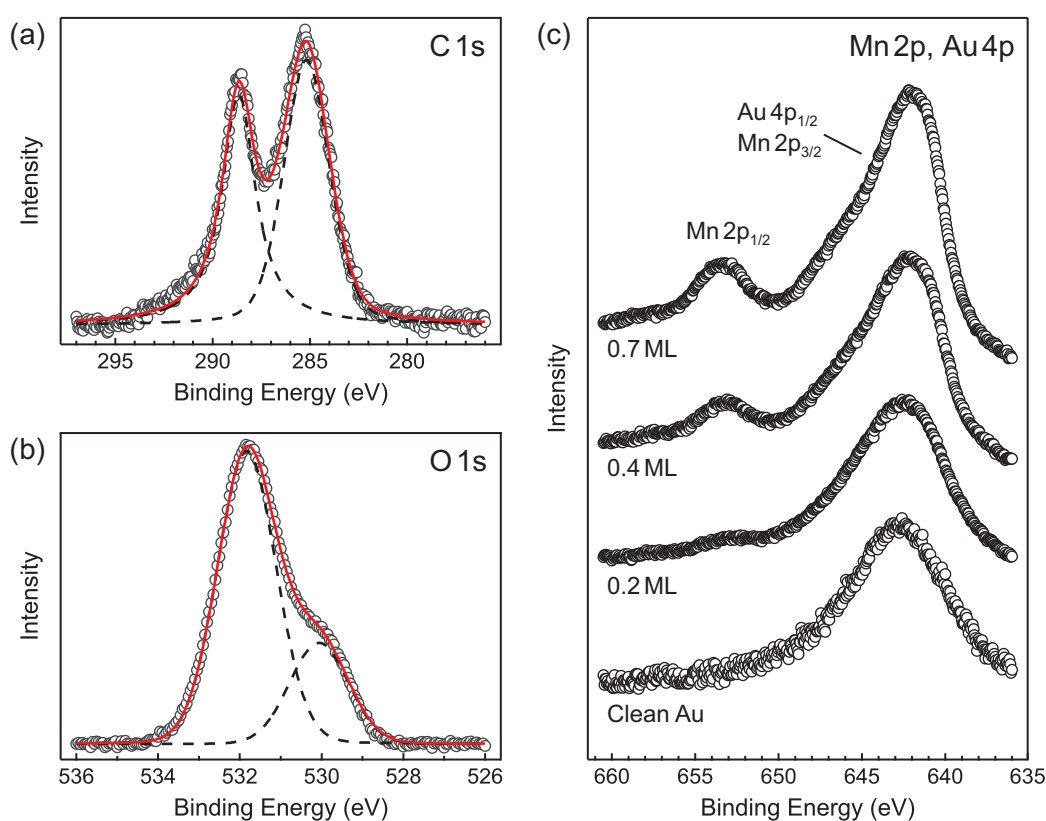 (a)
C 1s
Intensity
295 290 285 280
Binding Energy (eV)
(b)
O 1s
Intensity
536 534 532 530 528 526
Binding Energy (eV)
(c)
Mn 2p, Au 4p
Au 4p1/2
Mn 2p3/2
Mn 2p1/2
0.7 ML
0.4 ML
0.2 ML
Clean Au
Intensity
660 655 650 645 640 635
Binding Energy (eV)